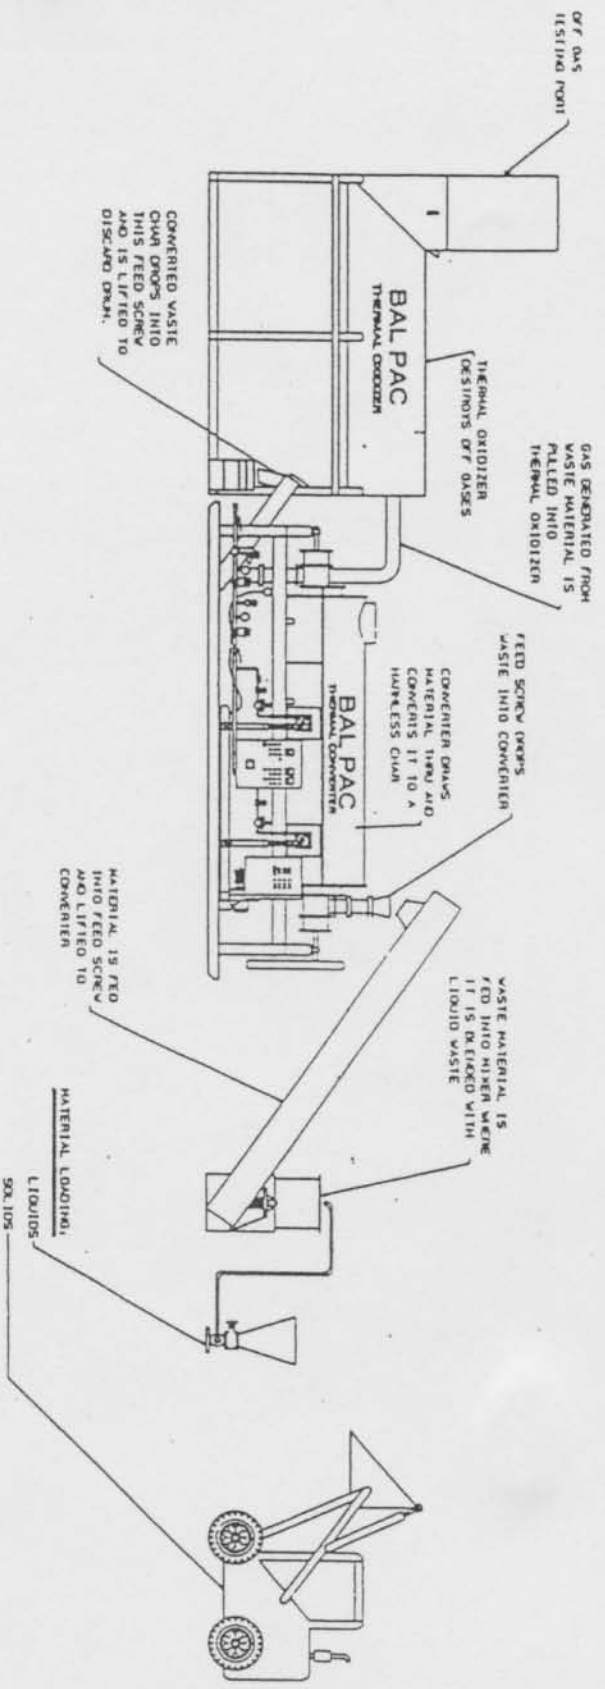 OFF GAS
TESTING PORT
GAS GENERATED FROM
WASTE MATERIAL IS
PULLED INTO
THERMAL OXIDIZER
THERMAL OXIDIZER
DESTROYS OFF GASES
BAL PAC
THERMAL OXIDIZER
CONVERTED WASTE
CHAR DROPS INTO
THIS FEED SCREW
AND IS LIFTED TO
DISCARD DRUM.
FEED SCREW DROPS
WASTE INTO CONVERTER
CONVERTER DRAWS
MATERIAL THRU AND
CONVERTS IT TO A
HARMLESS CHAR
BAL PAC
THERMAL CONVERTER
WASTE MATERIAL IS
FED INTO MIXER WHERE
IT IS BLENDED WITH
LIQUID WASTE
MATERIAL IS FED
INTO FEED SCREW
AND LIFTED TO
CONVERTER
MATERIAL LOADING:
LIQUIDS
SOLIDS